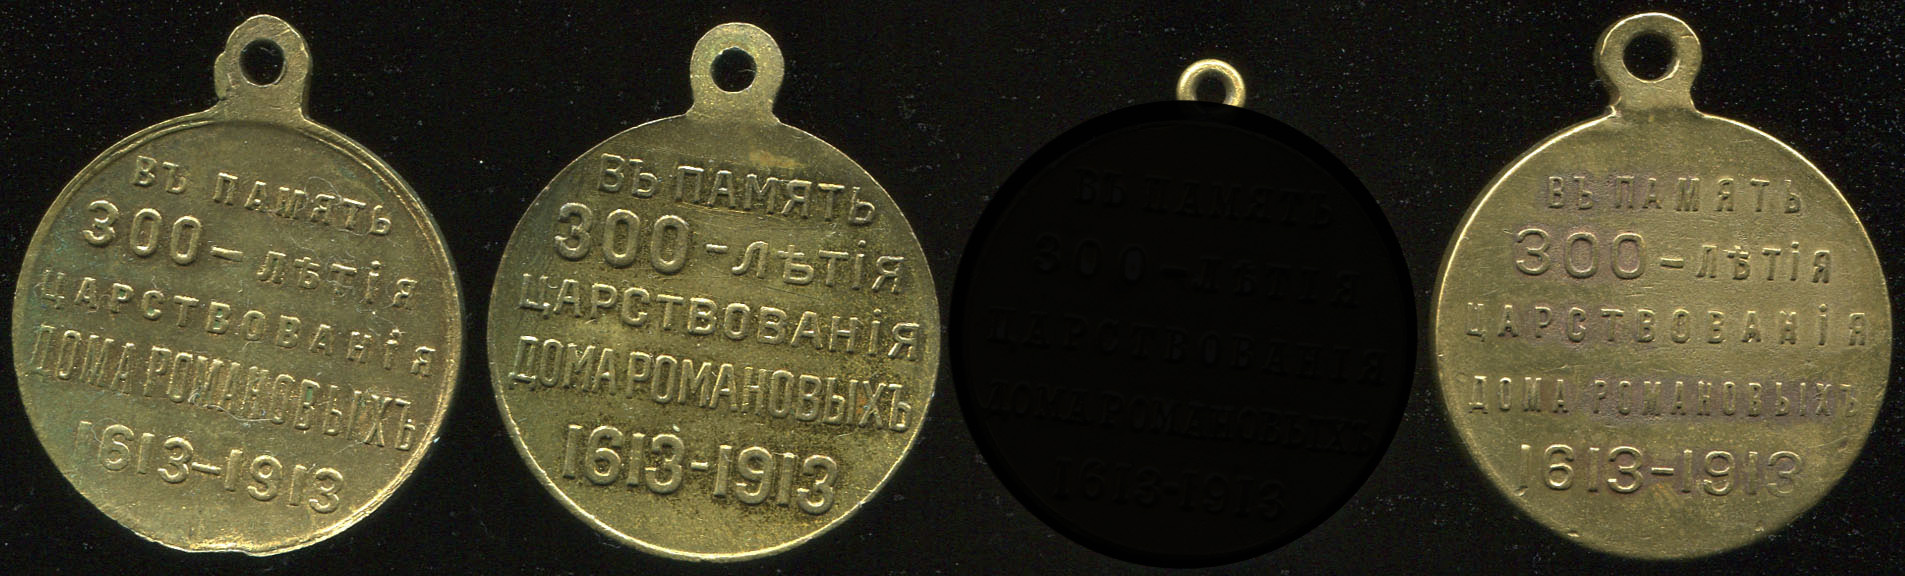 ВЪ ПАМЯТЬ
300-ЛѢТІЯ
ЦАРСТВОВАНІЯ
ДОМА РОМАНОВЫХЪ
1613-1913
ВЪ ПАМЯТЬ
300-ЛѢТІЯ
ЦАРСТВОВАНІЯ
ДОМА РОМАНОВЫХЪ
1613-1913
ВЪ ПАМЯТЬ
300-ЛѢТІЯ
ЦАРСТВОВАНІЯ
ДОМА РОМАНОВЫХЪ
1613-1913
ВЪ ПАМЯТЬ
300-ЛѢТІЯ
ЦАРСТВОВАНІЯ
ДОМА РОМАНОВЫХЪ
1613-1913